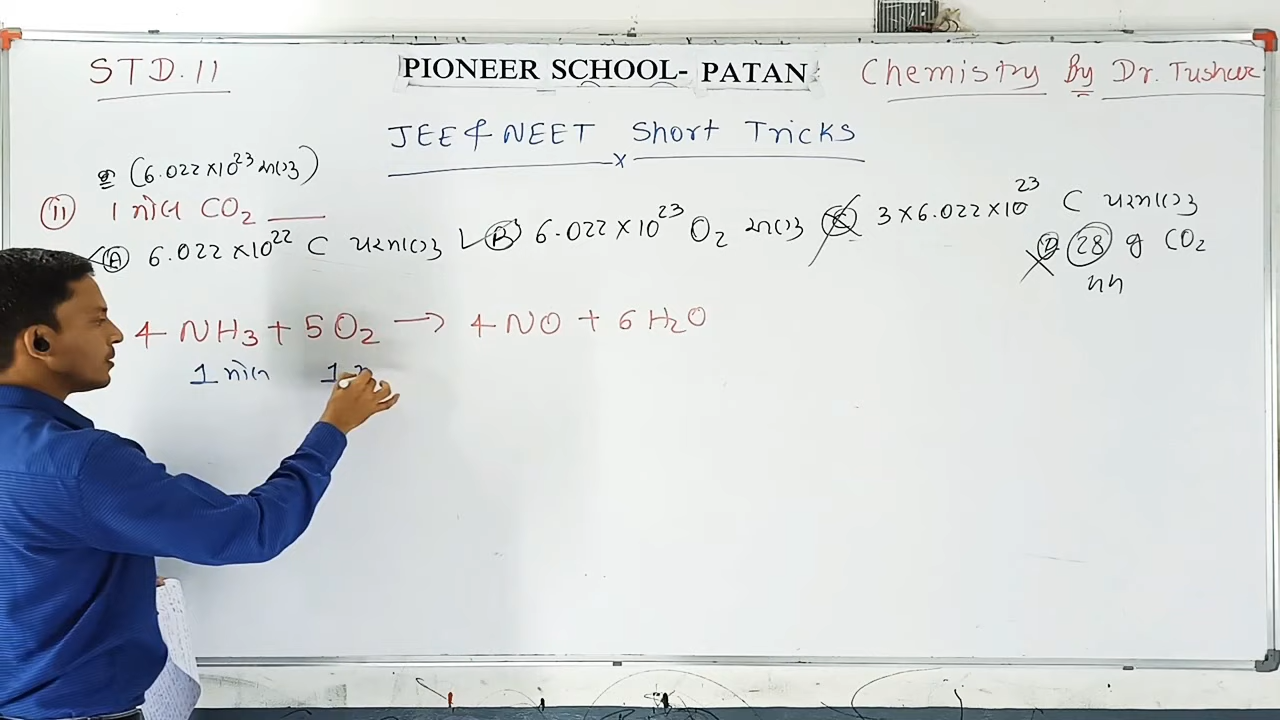 STD. 11
PIONEER SCHOOL- PATAN
Chemistry By Dr. Tushar
JEE & NEET Short Tricks
x
(6.022 × 10²³ અણુઓ)
11 1 મોલ CO₂ ____
A 6.022 × 10²² C પરમાણુઓ B 6.022 × 10²³ O₂ અણુઓ C 3 × 6.022 × 10²³ C પરમાણુઓ
D 28 g CO₂
44
4 NH₃ + 5 O₂ → 4 NO + 6 H₂O
1 મોલ 1